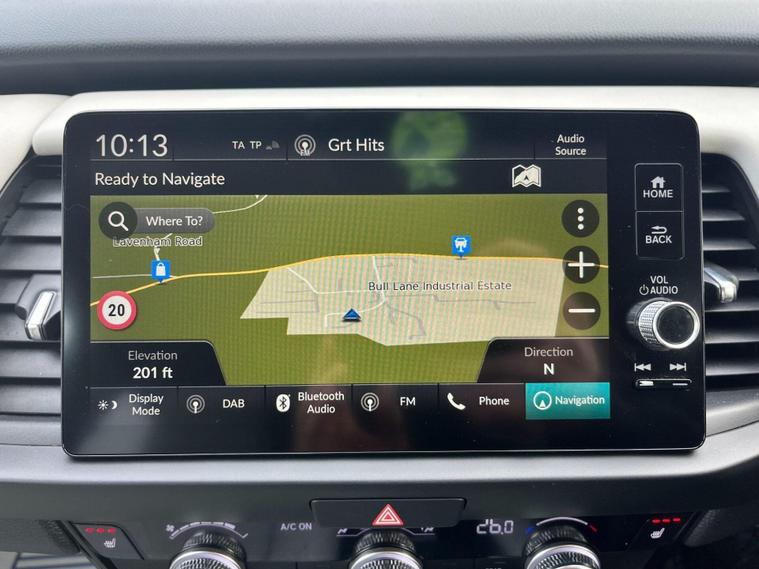 10:13
TA TP
FM
Grt Hits
Audio
Source
Ready to Navigate
HOME
Where To?
Lavenham Road
BACK
Bull Lane Industrial Estate
VOL
AUDIO
20
Elevation
201 ft
Direction
N
Display
Mode
DAB
Bluetooth
Audio
FM
Phone
Navigation
A/C ON
26.0